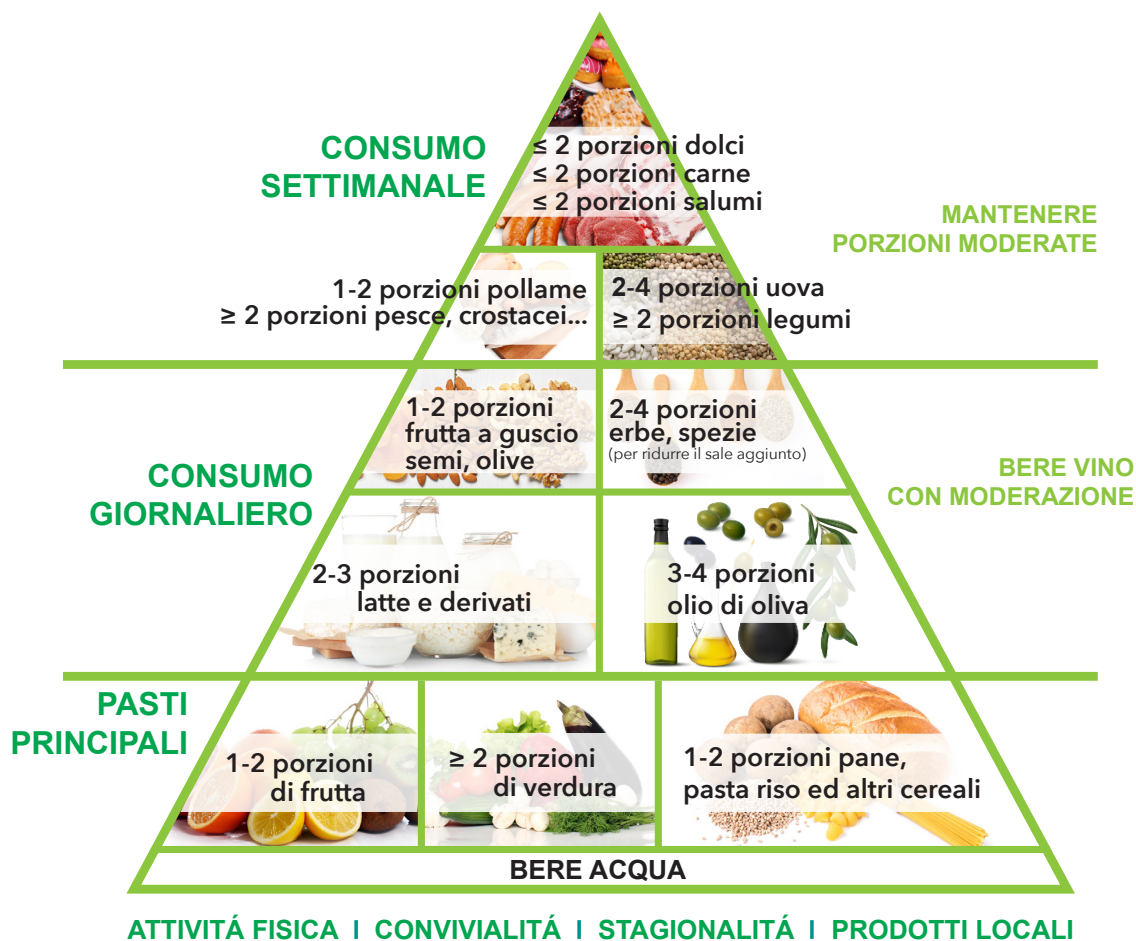 CONSUMO
SETTIMANALE
≤ 2 porzioni dolci
≤ 2 porzioni carne
≤ 2 porzioni salumi
MANTENERE
PORZIONI MODERATE
1-2 porzioni pollame
≥ 2 porzioni pesce, crostacei...
2-4 porzioni uova
≥ 2 porzioni legumi
CONSUMO
GIORNALIERO
1-2 porzioni
frutta a guscio
semi, olive
2-4 porzioni
erbe, spezie
(per ridurre il sale aggiunto)
BERE VINO
CON MODERAZIONE
2-3 porzioni
latte e derivati
3-4 porzioni
olio di oliva
PASTI
PRINCIPALI
1-2 porzioni
di frutta
≥ 2 porzioni
di verdura
1-2 porzioni pane,
pasta riso ed altri cereali
BERE ACQUA
ATTIVITÁ FISICA I CONVIVIALITÁ I STAGIONALITÁ I PRODOTTI LOCALI